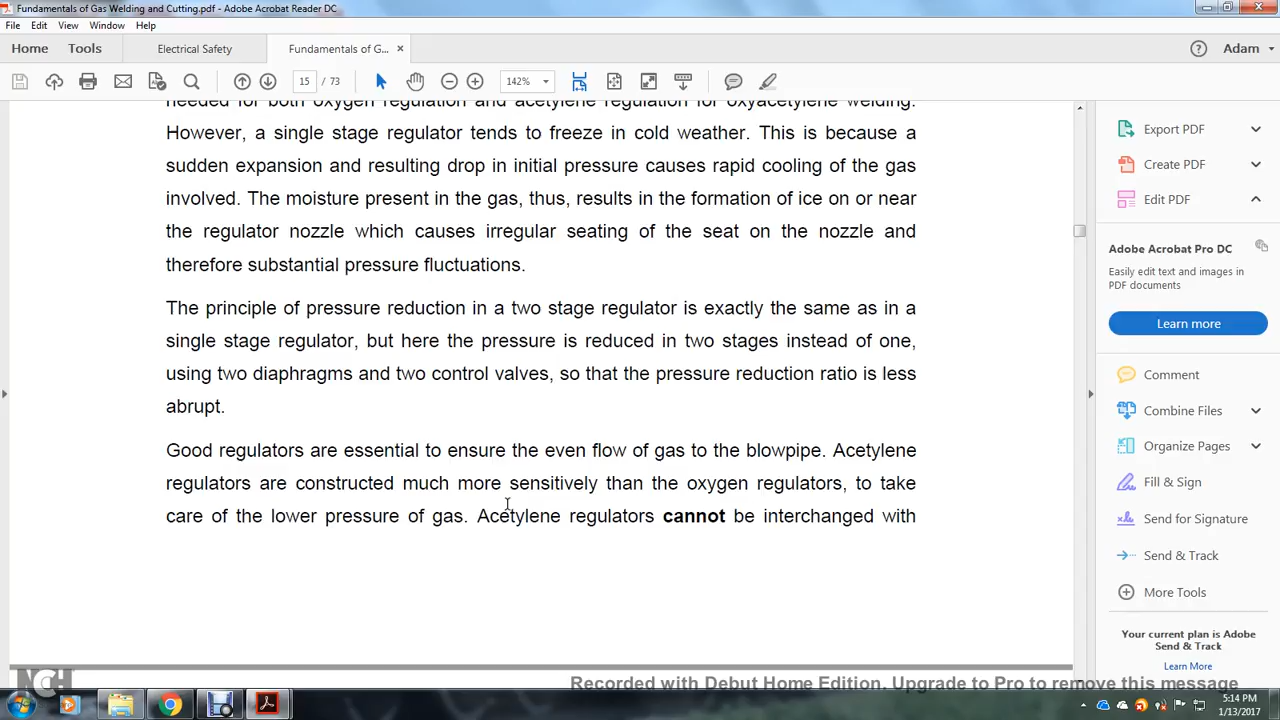 Fundamentals of Gas Welding and Cutting.pdf - Adobe Acrobat Reader DC
File Edit View Window Help
Home Tools Electrical Safety Fundamentals of G... × Adam
15 / 73 142%
needed for both oxygen regulation and acetylene regulation for oxyacetylene welding.
However, a single stage regulator tends to freeze in cold weather. This is because a
sudden expansion and resulting drop in initial pressure causes rapid cooling of the gas
involved. The moisture present in the gas, thus, results in the formation of ice on or near
the regulator nozzle which causes irregular seating of the seat on the nozzle and
therefore substantial pressure fluctuations.
The principle of pressure reduction in a two stage regulator is exactly the same as in a
single stage regulator, but here the pressure is reduced in two stages instead of one,
using two diaphragms and two control valves, so that the pressure reduction ratio is less
abrupt.
Good regulators are essential to ensure the even flow of gas to the blowpipe. Acetylene
regulators are constructed much more sensitively than the oxygen regulators, to take
care of the lower pressure of gas. Acetylene regulators cannot be interchanged with
Export PDF
Create PDF
Edit PDF
Adobe Acrobat Pro DC
Easily edit text and images in
PDF documents
Learn more
Comment
Combine Files
Organize Pages
Fill & Sign
Send for Signature
Send & Track
More Tools
Your current plan is Adobe
Send & Track
Learn More
NCH
Recorded with Debut Home Edition. Upgrade to Pro to remove this message
5:14 PM
1/13/2017